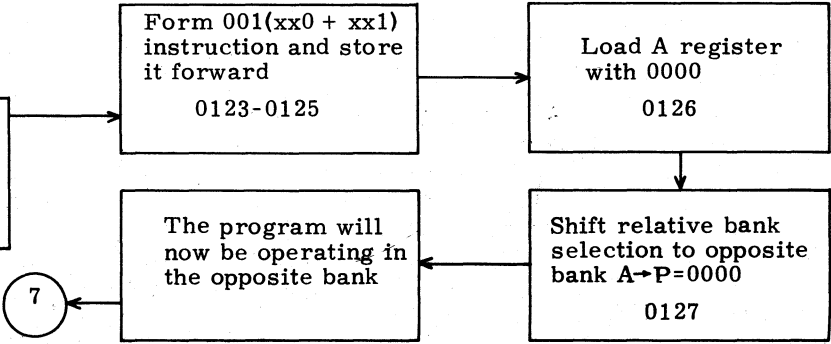 Form 001(xx0 + xx1)
instruction and store
it forward
0123-0125
Load A register
with 0000
0126
Shift relative bank
selection to opposite
bank A→P=0000
0127
The program will
now be operating in
the opposite bank
7